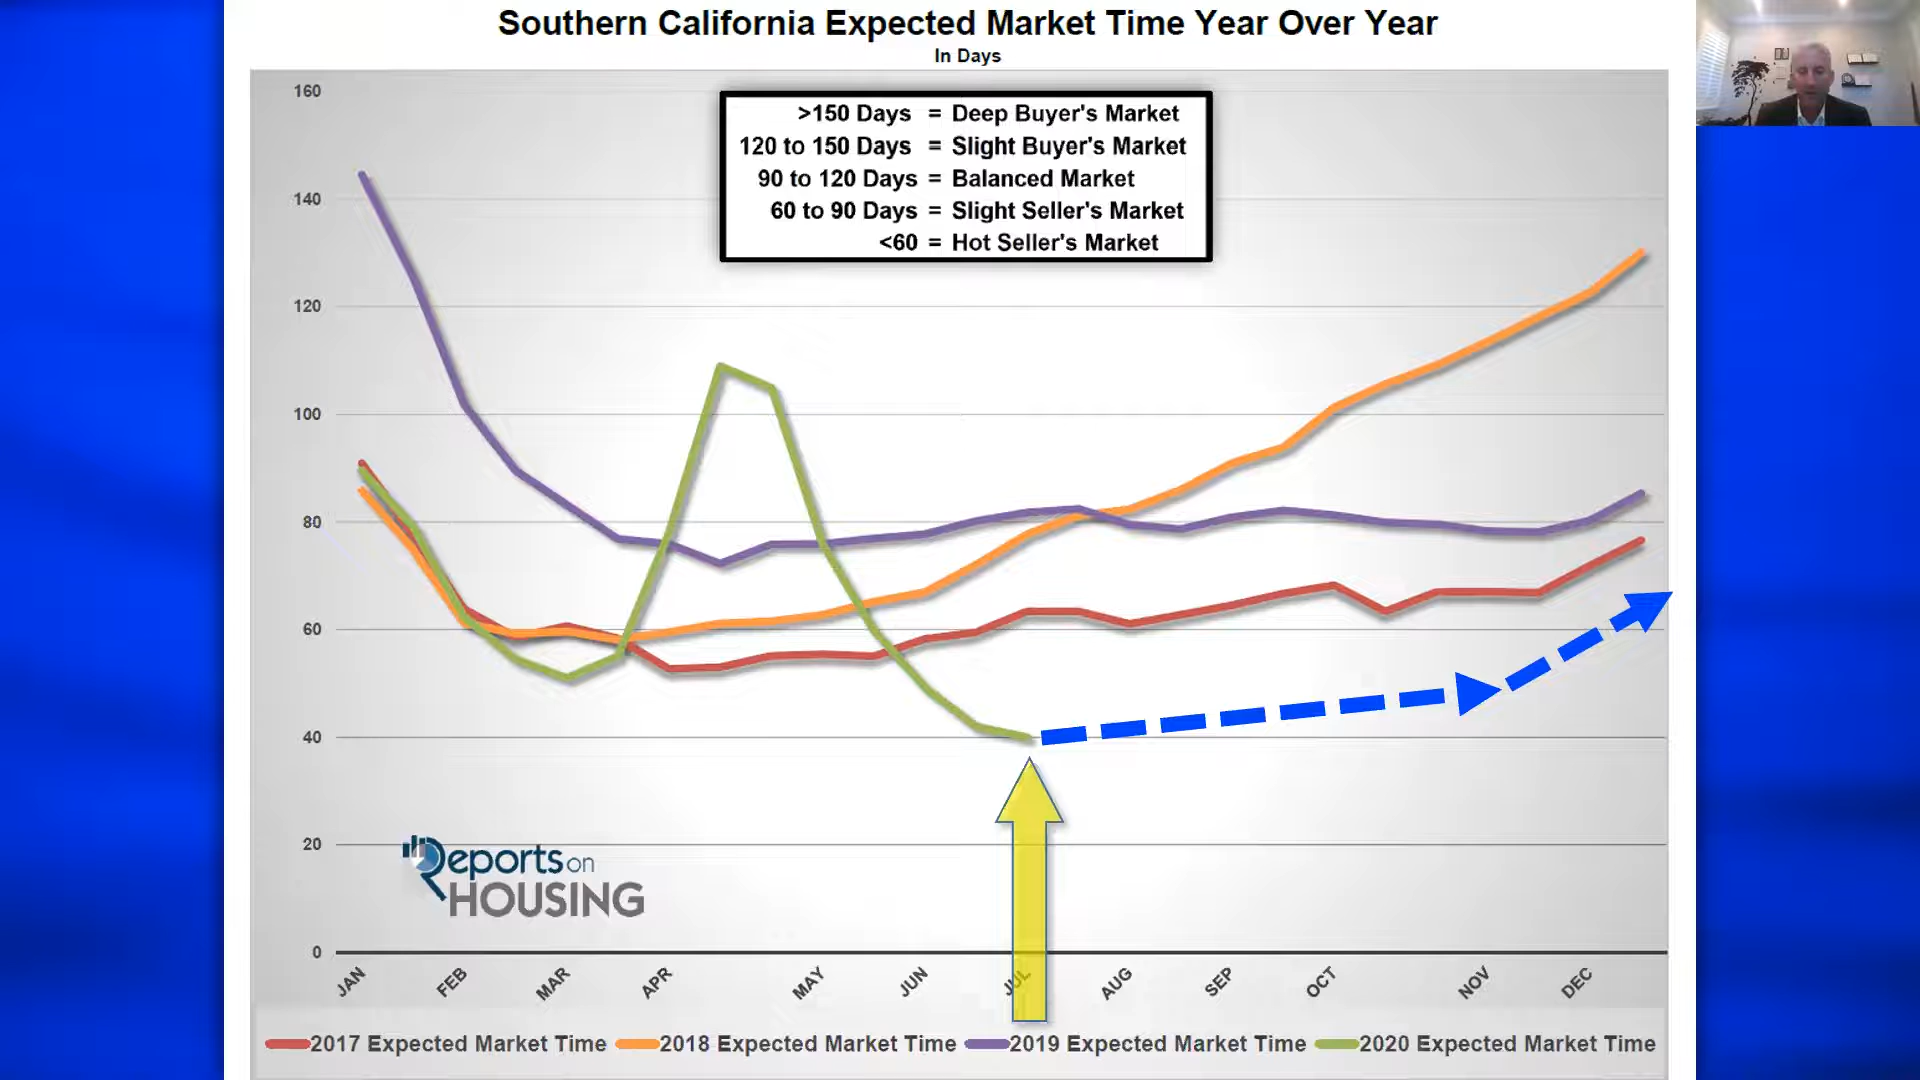 Southern California Expected Market Time Year Over Year
In Days
>150 Days = Deep Buyer's Market
120 to 150 Days = Slight Buyer's Market
90 to 120 Days = Balanced Market
60 to 90 Days = Slight Seller's Market
<60 = Hot Seller's Market
160
140
120
100
80
60
40
20
0
JAN FEB MAR APR MAY JUN JUL AUG SEP OCT NOV DEC
Reports on
HOUSING
2017 Expected Market Time 2018 Expected Market Time 2019 Expected Market Time 2020 Expected Market Time